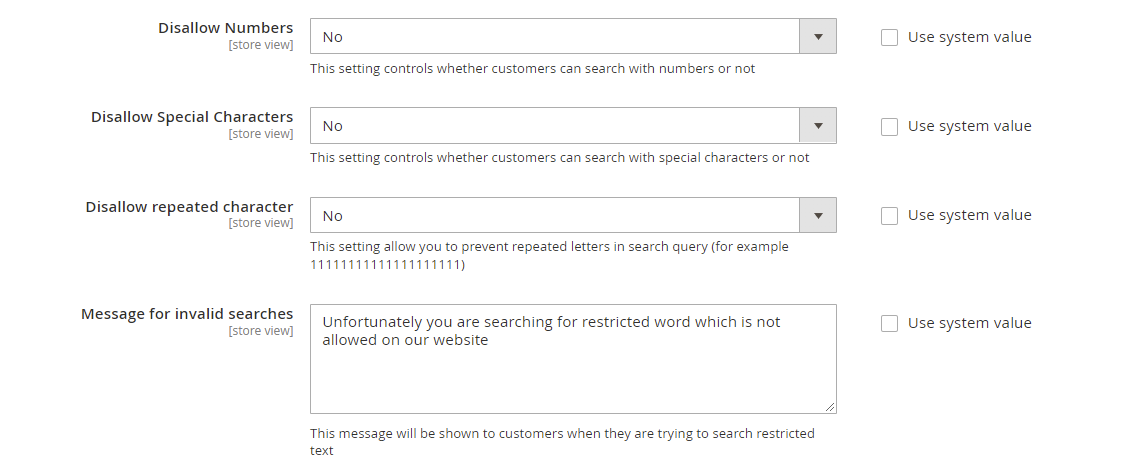 Disallow Numbers
[store view]
No
Use system value
This setting controls whether customers can search with numbers or not
Disallow Special Characters
[store view]
No
Use system value
This setting controls whether customers can search with special characters or not
Disallow repeated character
[store view]
No
Use system value
This setting allow you to prevent repeated letters in search query (for example
11111111111111111111)
Message for invalid searches
[store view]
Unfortunately you are searching for restricted word which is not
allowed on our website
Use system value
This message will be shown to customers when they are trying to search restricted
text